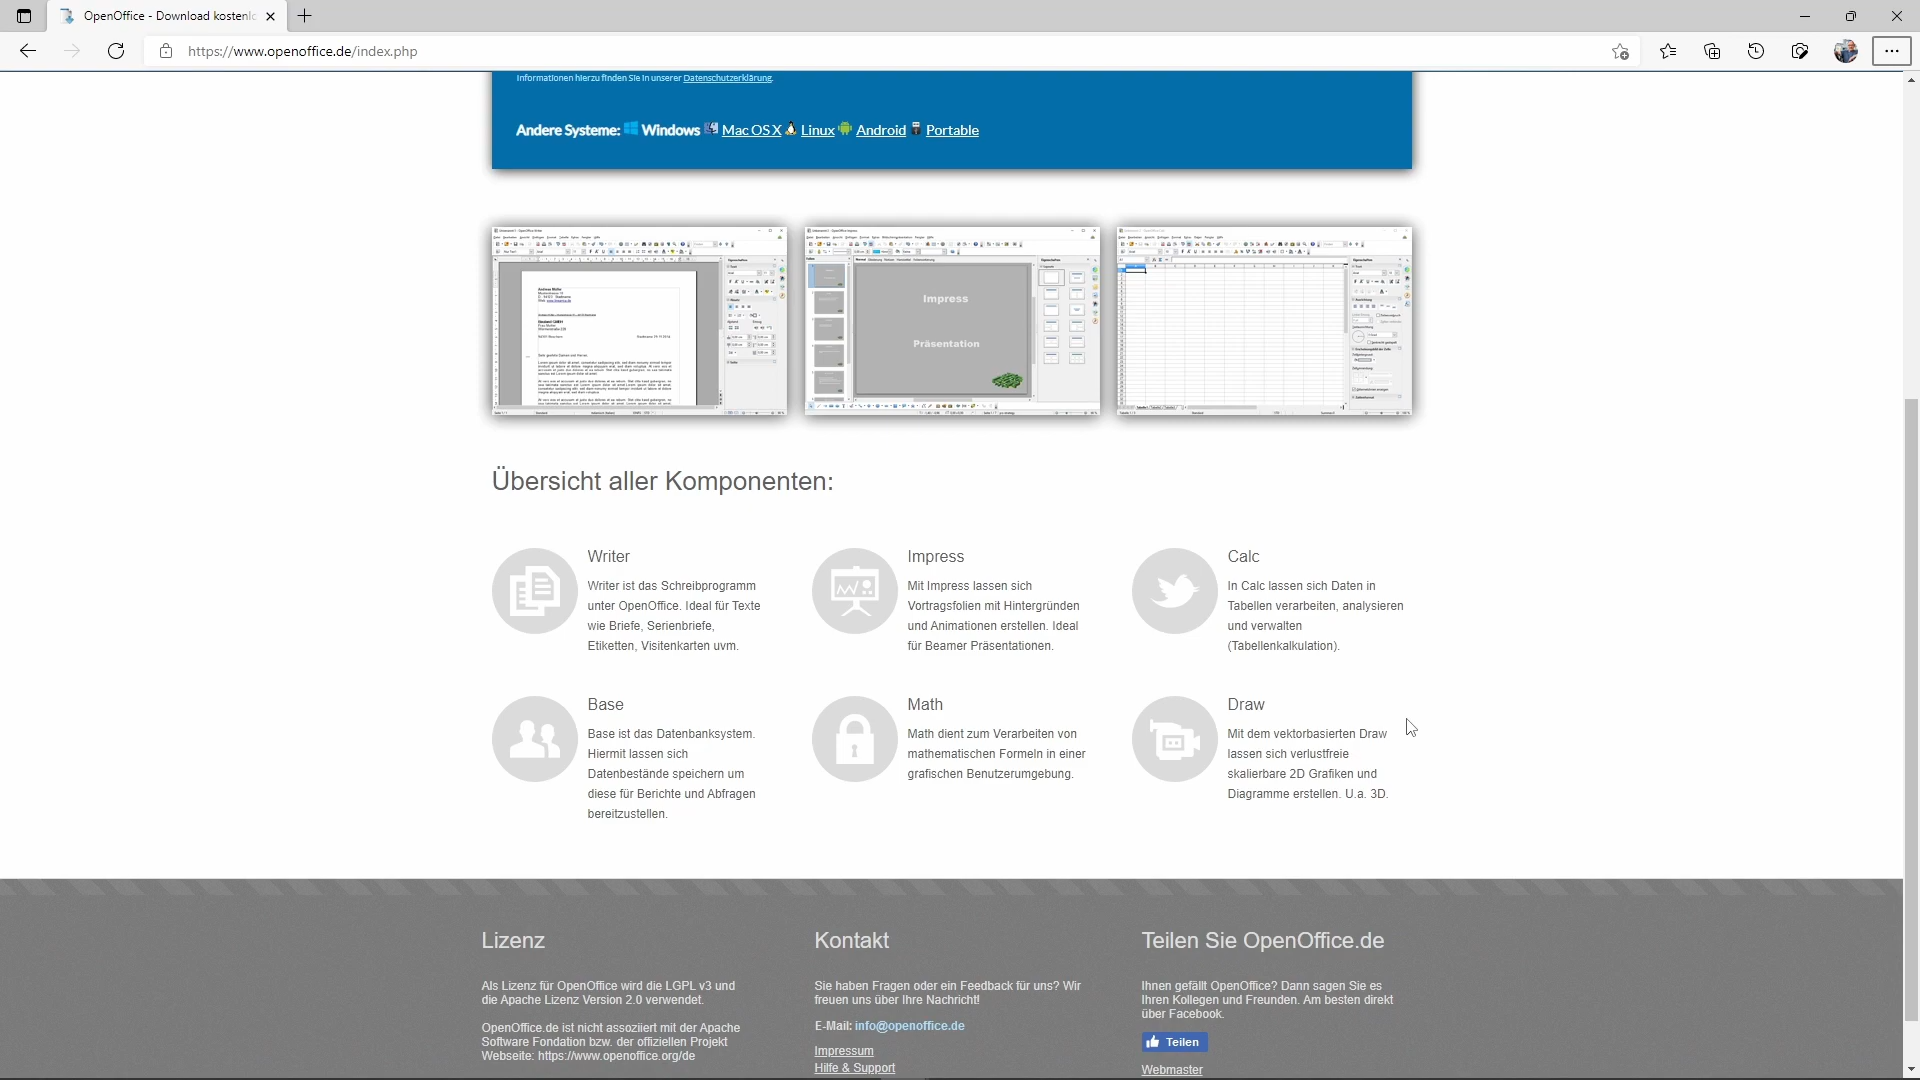 OpenOffice - Download kostenlo
https://www.openoffice.de/index.php
Informationen hierzu finden Sie in unserer Datenschutzerklärung.
Andere Systeme: Windows Mac OS X Linux Android Portable
Impress
Präsentation
Übersicht aller Komponenten:
Writer
Writer ist das Schreibprogramm
unter OpenOffice. Ideal für Texte
wie Briefe, Serienbriefe,
Etiketten, Visitenkarten uvm.
Impress
Mit Impress lassen sich
Vortragsfolien mit Hintergründen
und Animationen erstellen. Ideal
für Beamer Präsentationen.
Calc
In Calc lassen sich Daten in
Tabellen verarbeiten, analysieren
und verwalten
(Tabellenkalkulation).
Base
Base ist das Datenbanksystem.
Hiermit lassen sich
Datenbestände speichern um
diese für Berichte und Abfragen
bereitzustellen.
Math
Math dient zum Verarbeiten von
mathematischen Formeln in einer
grafischen Benutzerumgebung.
Draw
Mit dem vektorbasierten Draw
lassen sich verlustfreie
skalierbare 2D Grafiken und
Diagramme erstellen. U.a. 3D.
Lizenz
Als Lizenz für OpenOffice wird die LGPL v3 und
die Apache Lizenz Version 2.0 verwendet.
OpenOffice.de ist nicht assoziiert mit der Apache
Software Fondation bzw. der offiziellen Projekt
Webseite: https://www.openoffice.org/de
Kontakt
Sie haben Fragen oder ein Feedback für uns? Wir
freuen uns über Ihre Nachricht!
E-Mail: info@openoffice.de
Impressum
Hilfe & Support
Teilen Sie OpenOffice.de
Ihnen gefällt OpenOffice? Dann sagen Sie es
Ihren Kollegen und Freunden. Am besten direkt
über Facebook.
Teilen
Webmaster